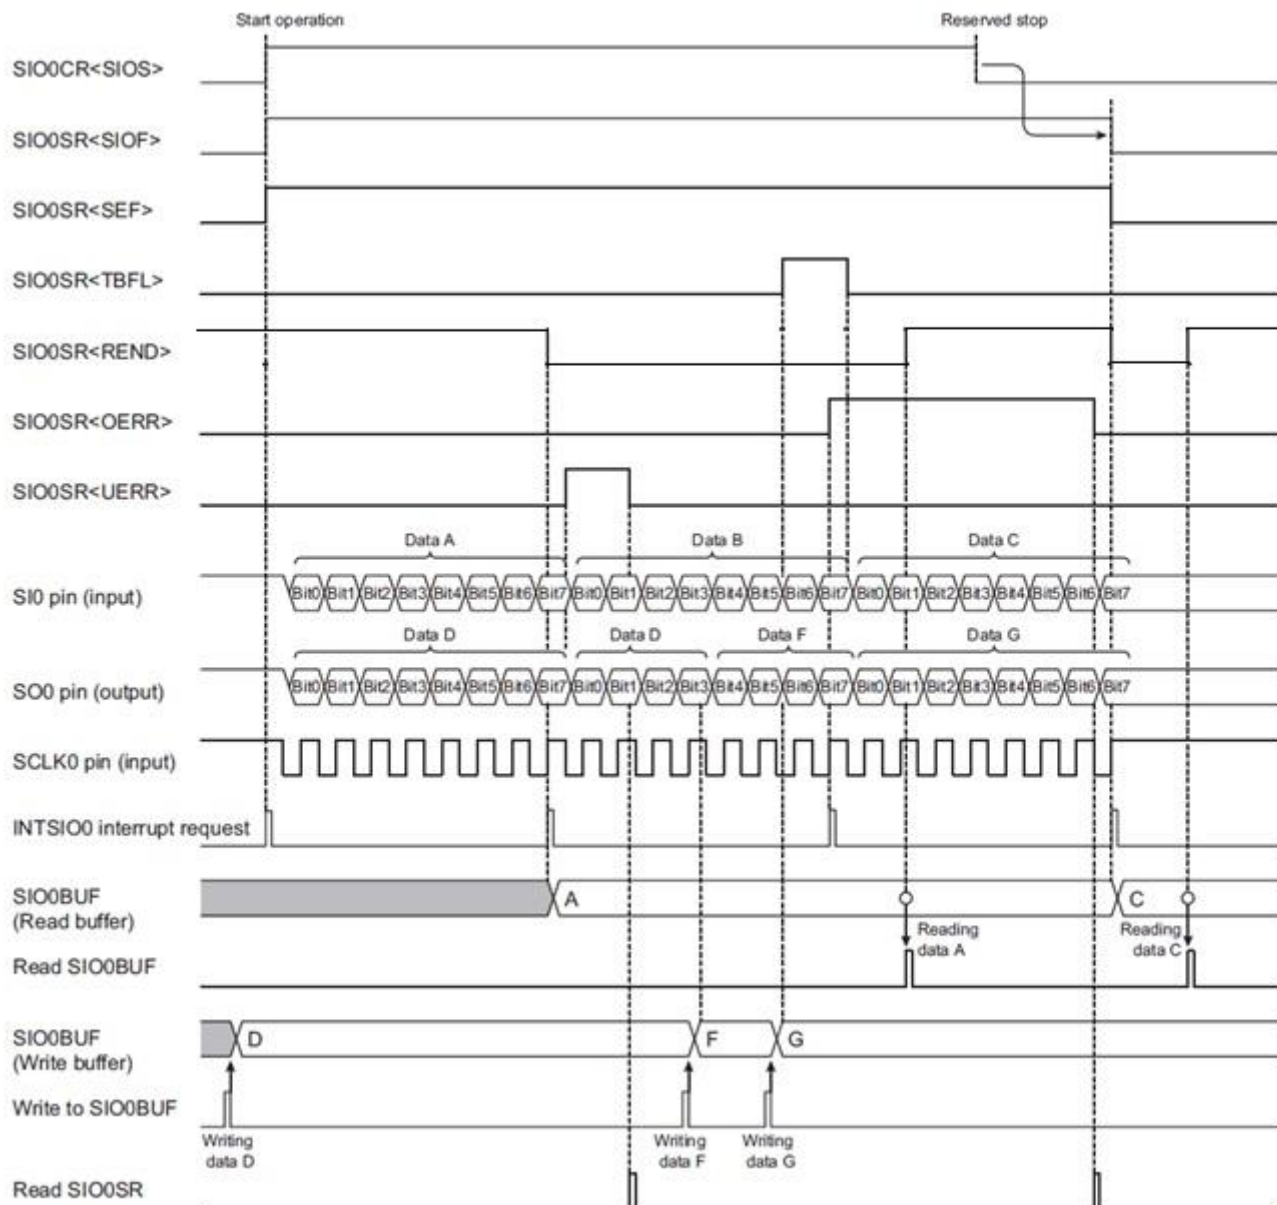 Start operation Reserved stop
SIO0CR<SIOS>
SIO0SR<SIOF>
SIO0SR<SEF>
SIO0SR<TBFL>
SIO0SR<REND>
SIO0SR<OERR>
SIO0SR<UERR>
Data A Data B Data C
SI0 pin (input) Bit0 Bit1 Bit2 Bit3 Bit4 Bit5 Bit6 Bit7 Bit0 Bit1 Bit2 Bit3 Bit4 Bit5 Bit6 Bit7 Bit0 Bit1 Bit2 Bit3 Bit4 Bit5 Bit6 Bit7
Data D Data D Data F Data G
SO0 pin (output) Bit0 Bit1 Bit2 Bit3 Bit4 Bit5 Bit6 Bit7 Bit0 Bit1 Bit2 Bit3 Bit4 Bit5 Bit6 Bit7 Bit0 Bit1 Bit2 Bit3 Bit4 Bit5 Bit6 Bit7
SCLK0 pin (input)
INTSIO0 interrupt request
SIO0BUF A C
(Read buffer)
Reading Reading
data A data C
Read SIO0BUF
SIO0BUF D F G
(Write buffer)
Write to SIO0BUF
Writing Writing Writing
data D data F data G
Read SIO0SR